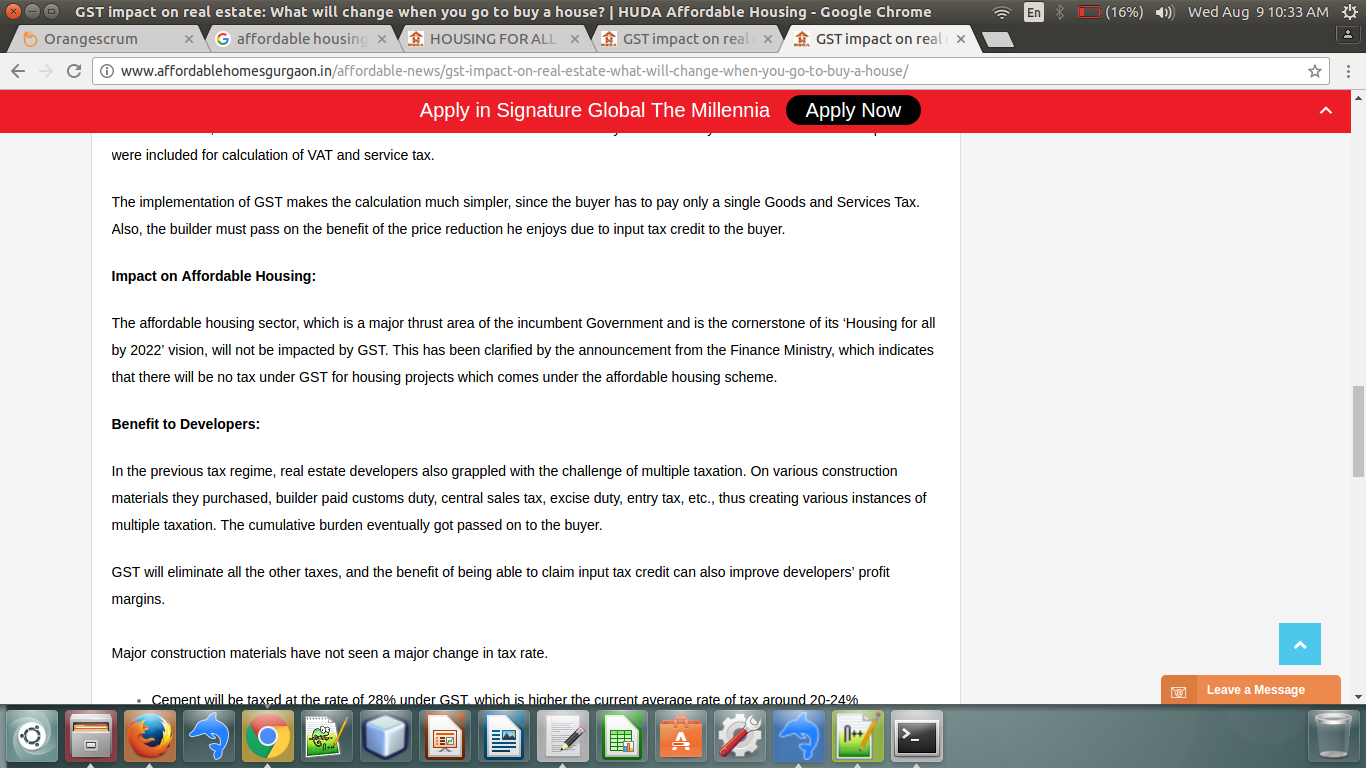 GST impact on real estate: What will change when you go to buy a house? | HUDA Affordable Housing - Google Chrome
En
(16%)
Wed Aug 9 10:33 AM
Orangescrum
affordable housing
HOUSING FOR ALL
GST impact on real
GST impact on real
www.affordablehomesgurgaon.in/affordable-news/gst-impact-on-real-estate-what-will-change-when-you-go-to-buy-a-house/
Apply in Signature Global The Millennia
Apply Now
were included for calculation of VAT and service tax.
The implementation of GST makes the calculation much simpler, since the buyer has to pay only a single Goods and Services Tax.
Also, the builder must pass on the benefit of the price reduction he enjoys due to input tax credit to the buyer.
Impact on Affordable Housing:
The affordable housing sector, which is a major thrust area of the incumbent Government and is the cornerstone of its ‘Housing for all
by 2022’ vision, will not be impacted by GST. This has been clarified by the announcement from the Finance Ministry, which indicates
that there will be no tax under GST for housing projects which comes under the affordable housing scheme.
Benefit to Developers:
In the previous tax regime, real estate developers also grappled with the challenge of multiple taxation. On various construction
materials they purchased, builder paid customs duty, central sales tax, excise duty, entry tax, etc., thus creating various instances of
multiple taxation. The cumulative burden eventually got passed on to the buyer.
GST will eliminate all the other taxes, and the benefit of being able to claim input tax credit can also improve developers’ profit
margins.
Major construction materials have not seen a major change in tax rate.
Cement will be taxed at the rate of 28% under GST, which is higher the current average rate of tax around 20-24%
Leave a Message